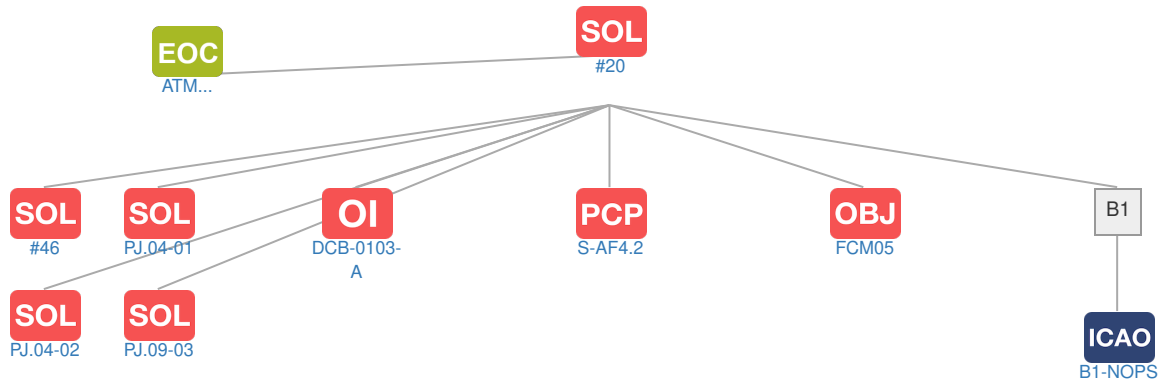 EOC
ATM...
SOL
#20
SOL
#46
SOL
PJ.04-01
OI
DCB-0103-
A
PCP
S-AF4.2
OBJ
FCM05
B1
SOL
PJ.04-02
SOL
PJ.09-03
ICAO
B1-NOPS